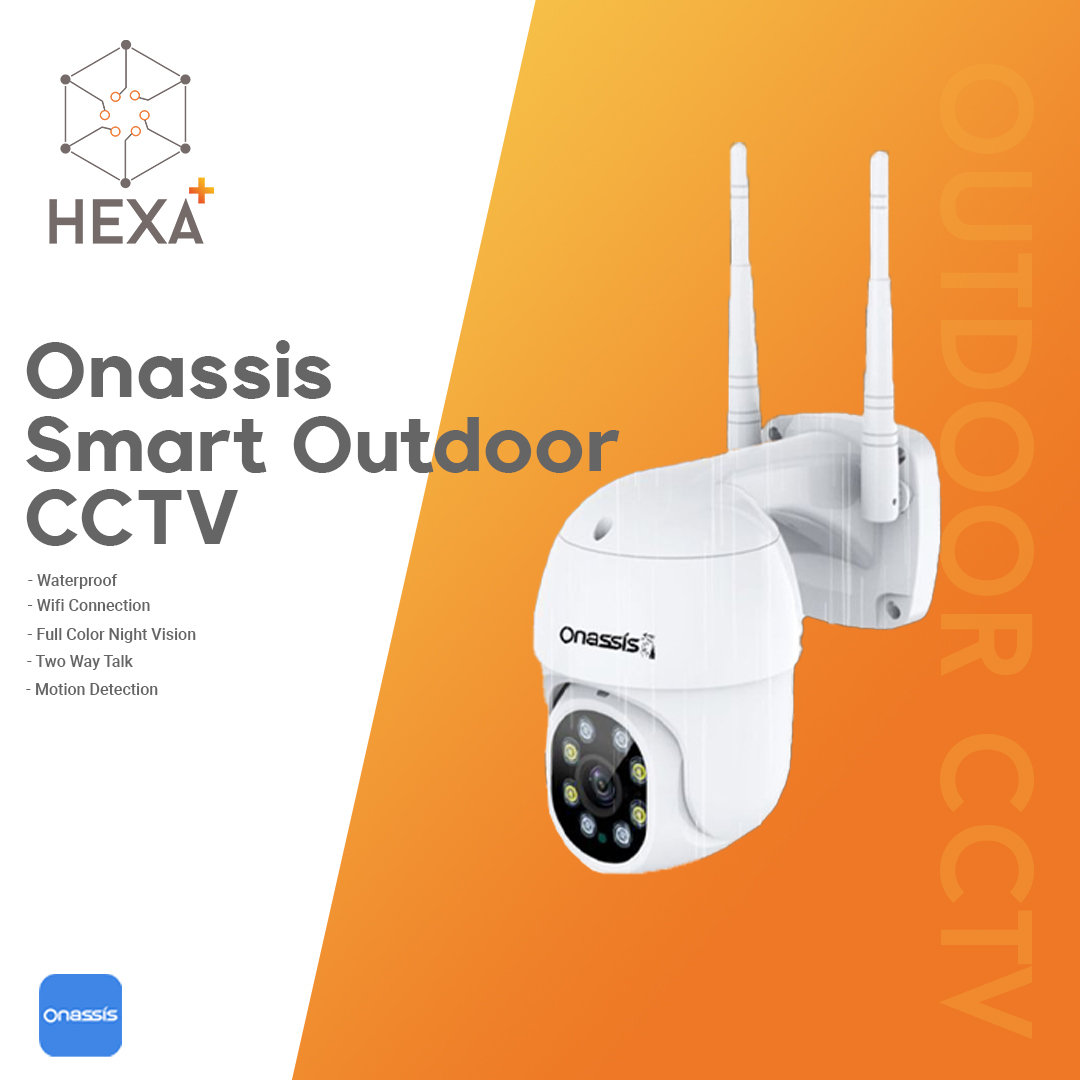 HEXA+
Onassis
Smart Outdoor
CCTV
- Waterproof
- Wifi Connection
- Full Color Night Vision
- Two Way Talk
- Motion Detection
Onassis
Onassis
OUTDOOR CCTV